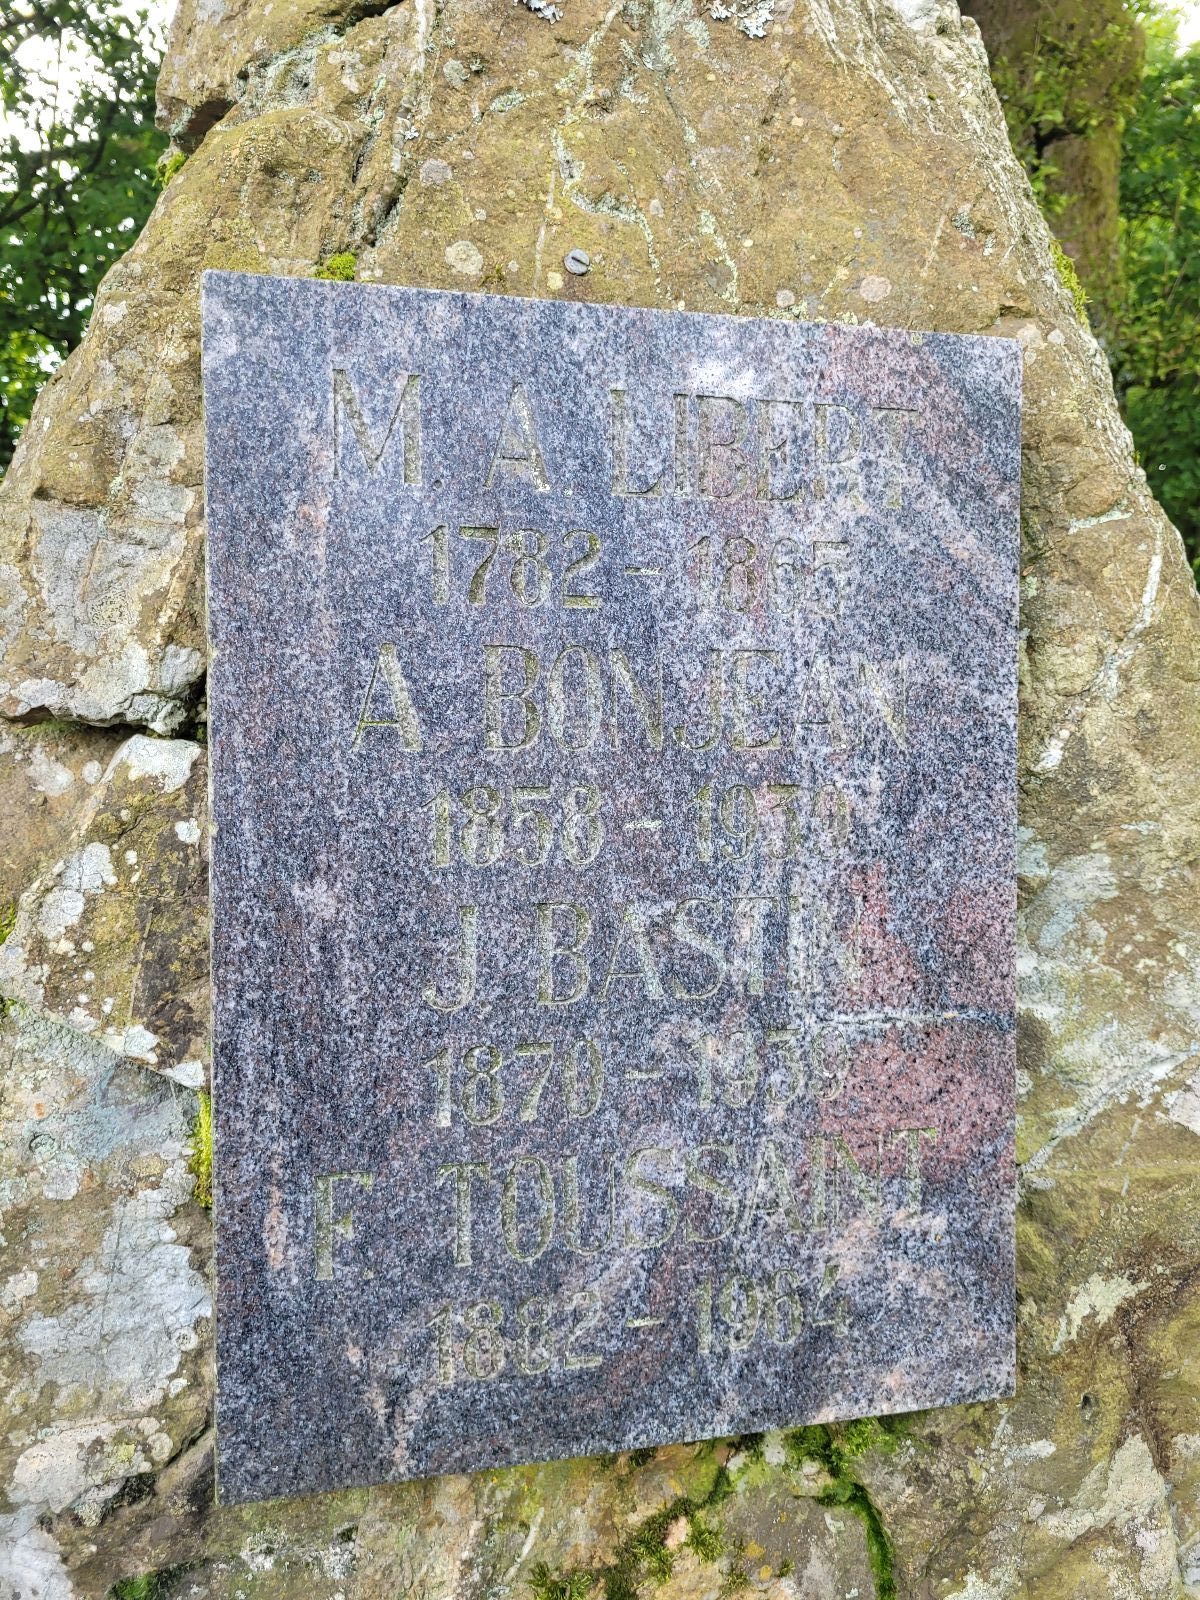 M. A. LIBERT
1782 - 1865
A. BONJEAN
1858 - 1939
J. BASTIN
1870 - 1939
F. TOUSSAINT
1882 - 1964